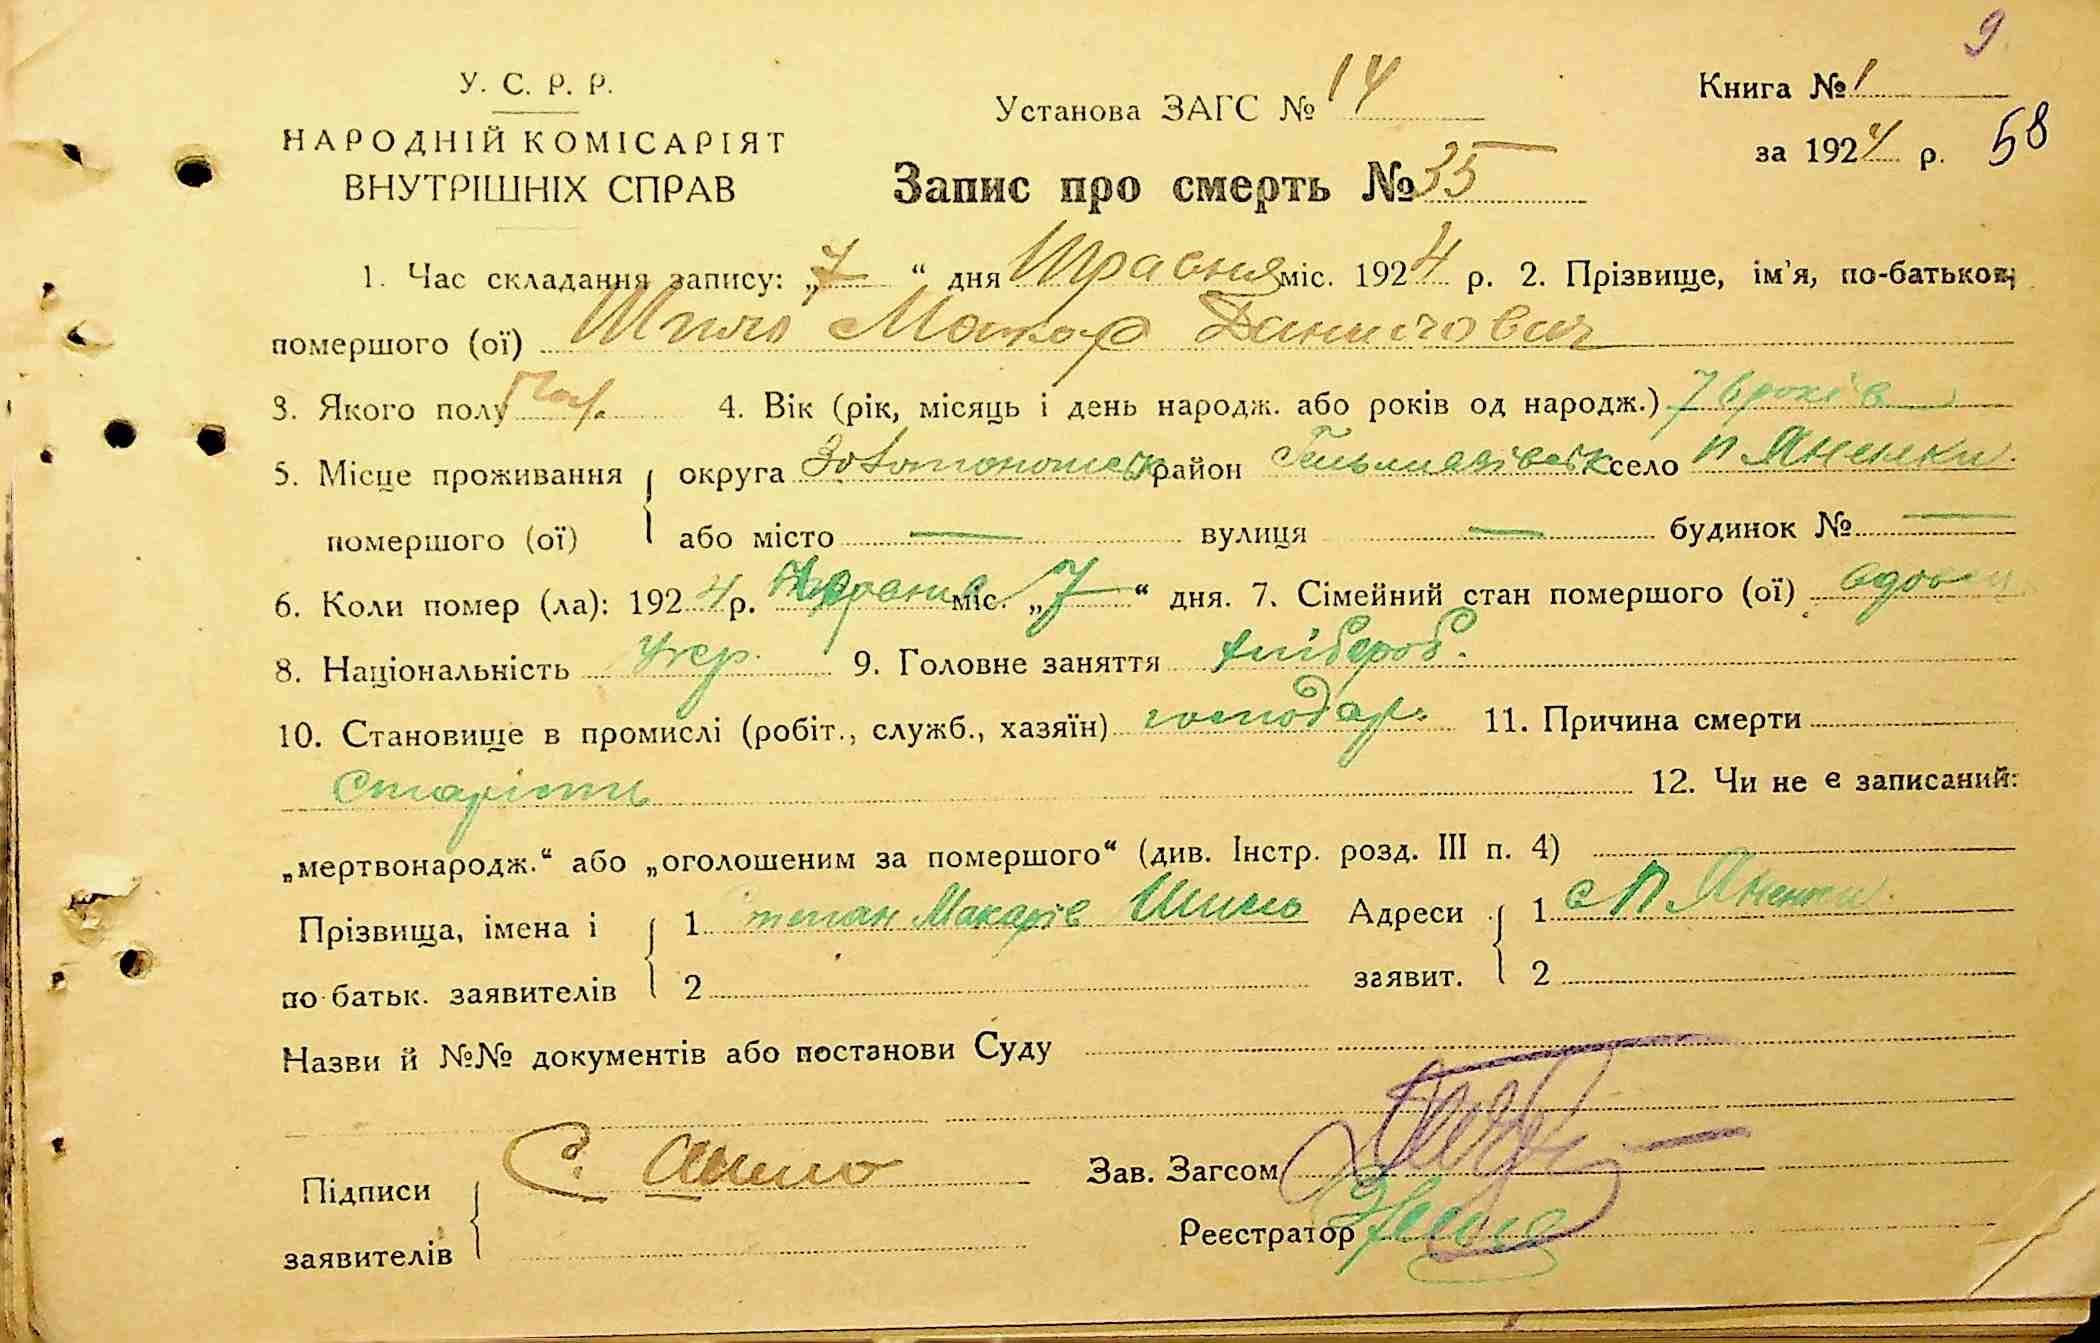 9
У. С. Р. Р.
НАРОДНІЙ КОМІСАРІЯТ
ВНУТРІШНІХ СПРАВ
Установа ЗАГС № 14
Книга № 1
за 1924 р. 58
Запис про смерть № 35
1. Час складання запису: „7“ дня Травня міс. 1924 р. 2. Прізвище, ім'я, по-батькові
помершого (ої) Шило Макар Данилович
3. Якого полу Чол. 4. Вік (рік, місяць і день народж. або років од народж.) 76 років
5. Місце проживання округа Золотоношськ район Гельмязівськ село П Яненки
помершого (ої) або місто — вулиця — будинок № —
6. Коли помер (ла): 1924 р. Травня міс. „7“ дня. 7. Сімейний стан помершого (ої) вдовец
8. Національність Укр. 9. Головне заняття хлібороб.
10. Становище в промислі (робіт., служб., хазяїн) господар. 11. Причина смерти
старість 12. Чи не є записаний:
„мертвонародж.“ або „оголошеним за помершого“ (див. Інстр. розд. III п. 4)
Прізвища, імена і 1 Степан Макарів Шило Адреси 1 с П Яненки
по батьк. заявителів 2 заявит. 2
Назви й №№ документів або постанови Суду
Підписи С. Шило Зав. Загсом
заявителів Реєстратор